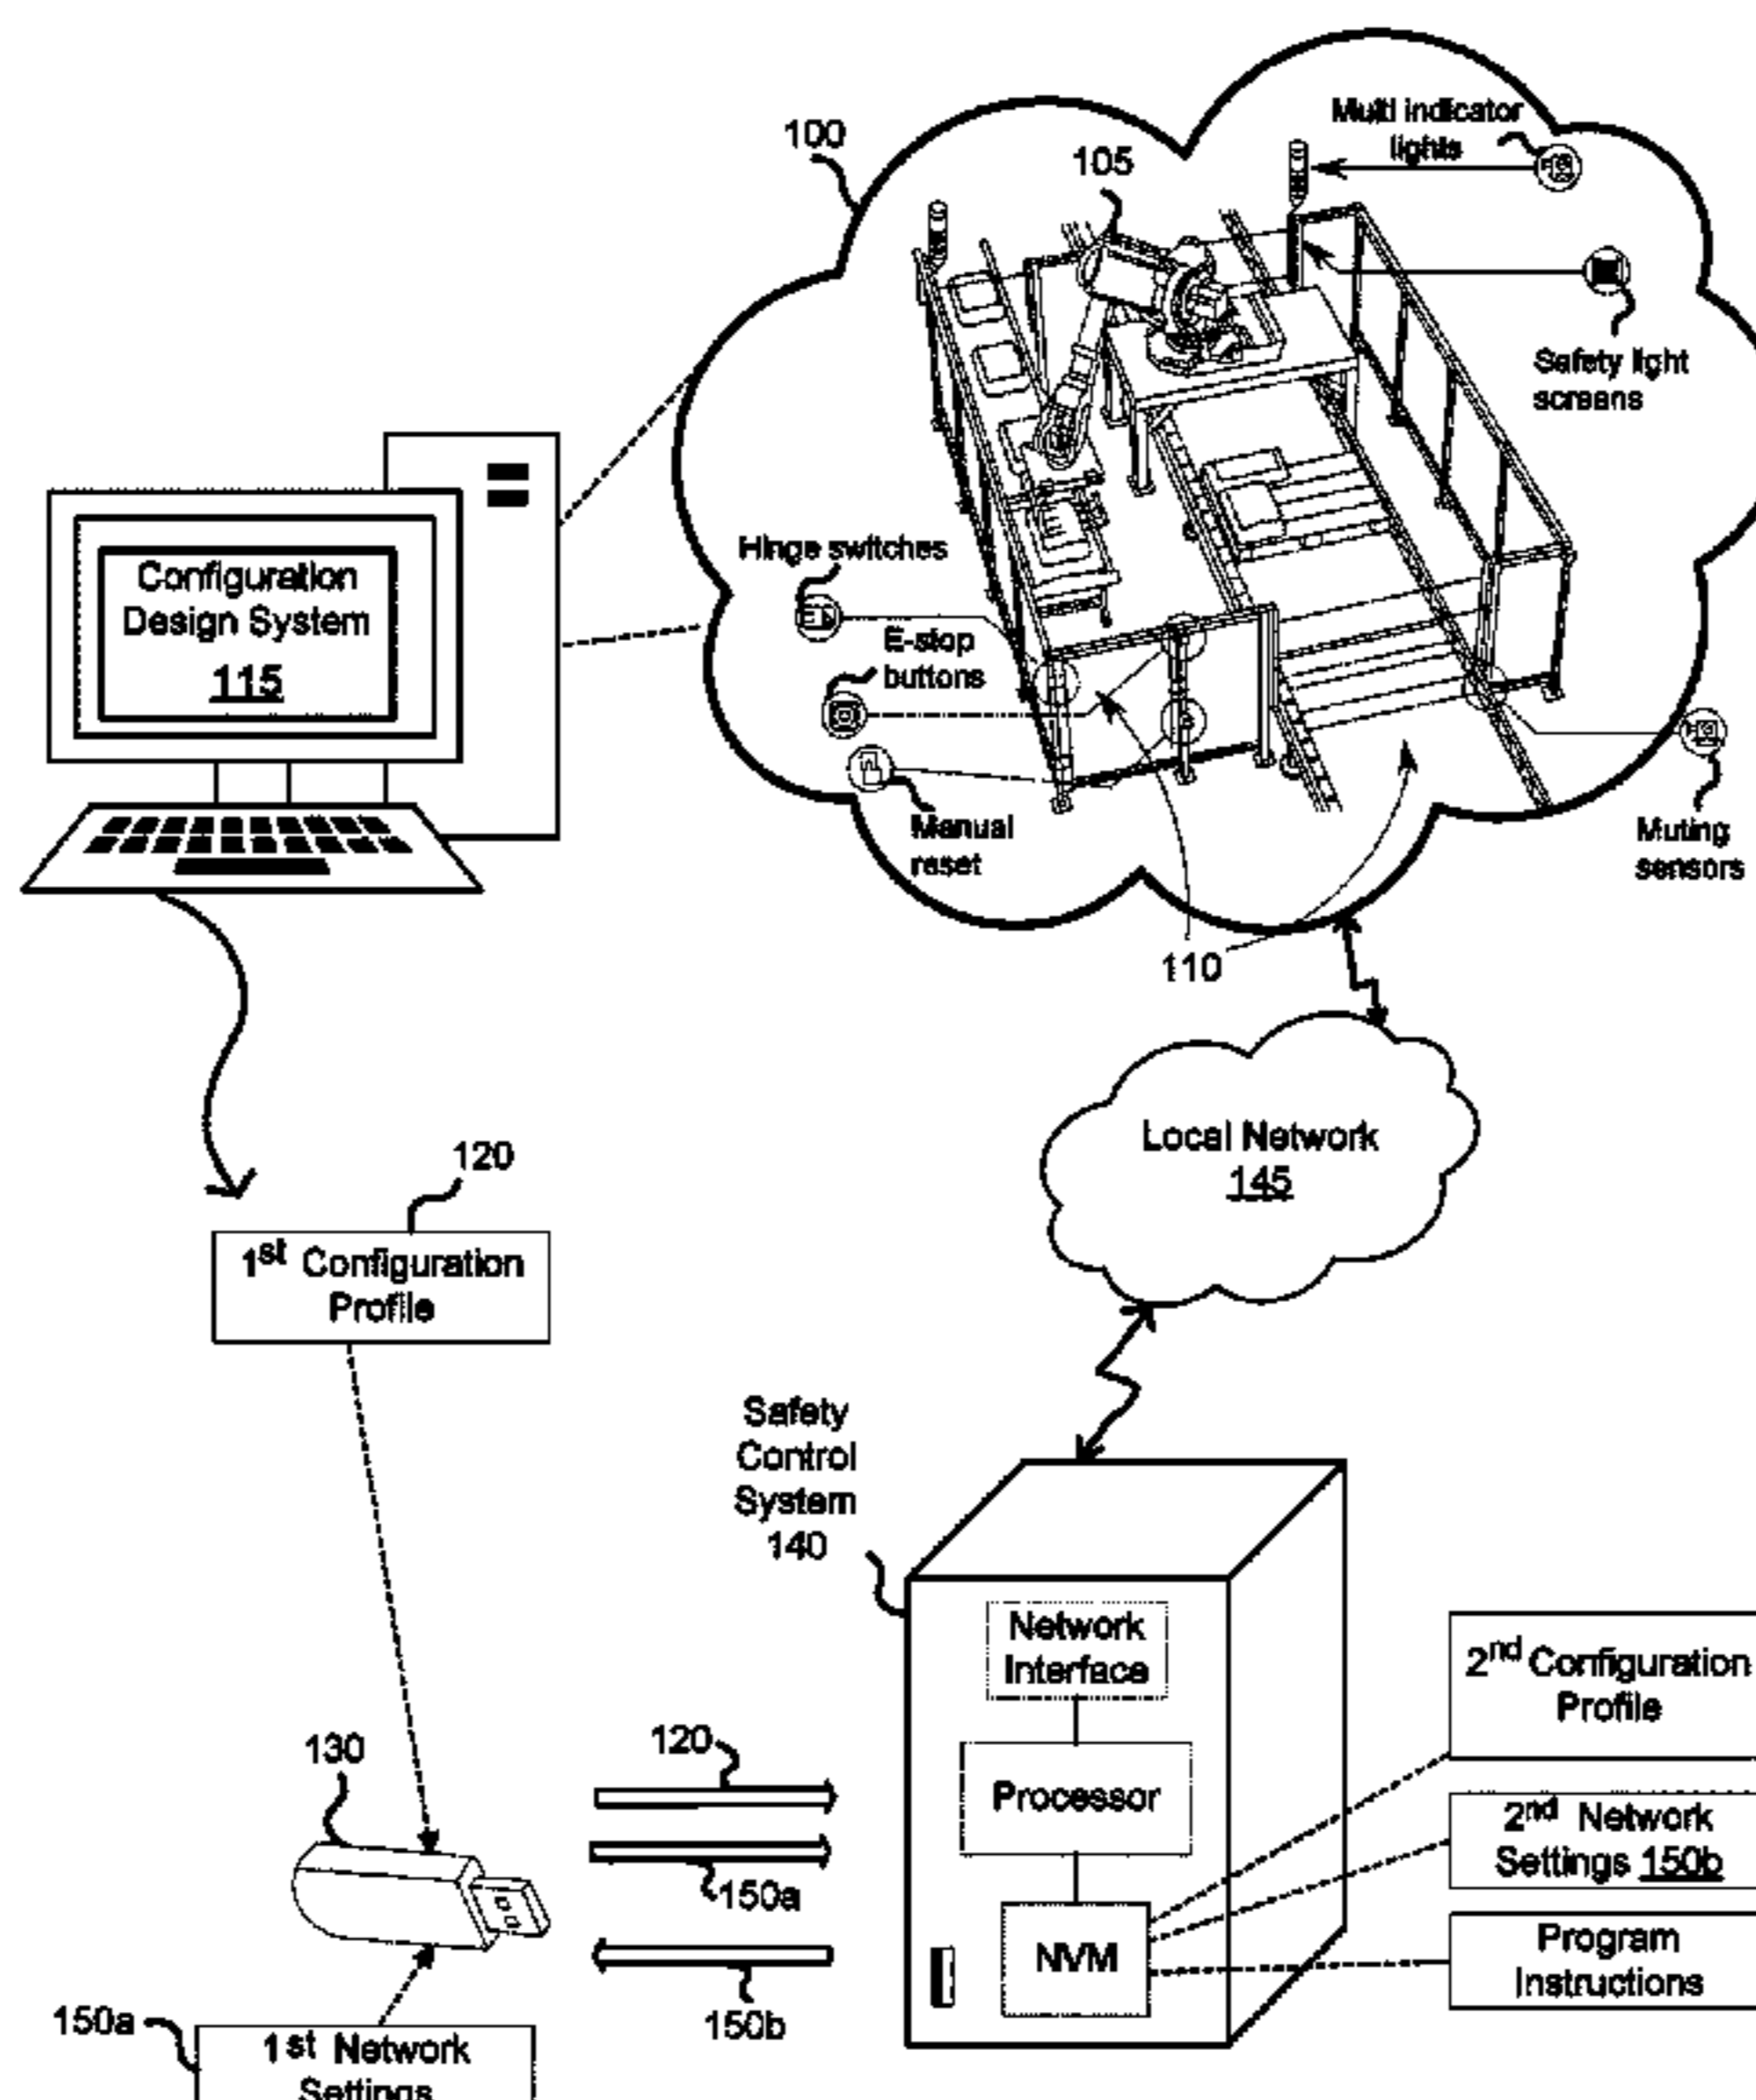 100
105
Multi indicator
lights
Safety light
screens
Hinge switches
E-stop
buttons
Manual
reset
Muting
sensors
110
Configuration
Design System
115
Local Network
145
120
1st Configuration
Profile
Safety
Control
System
140
Network
Interface
Processor
NVM
2nd Configuration
Profile
2nd Network
Settings 150b
Program
Instructions
130
120
150a
150b
150a
1st Network
Settings